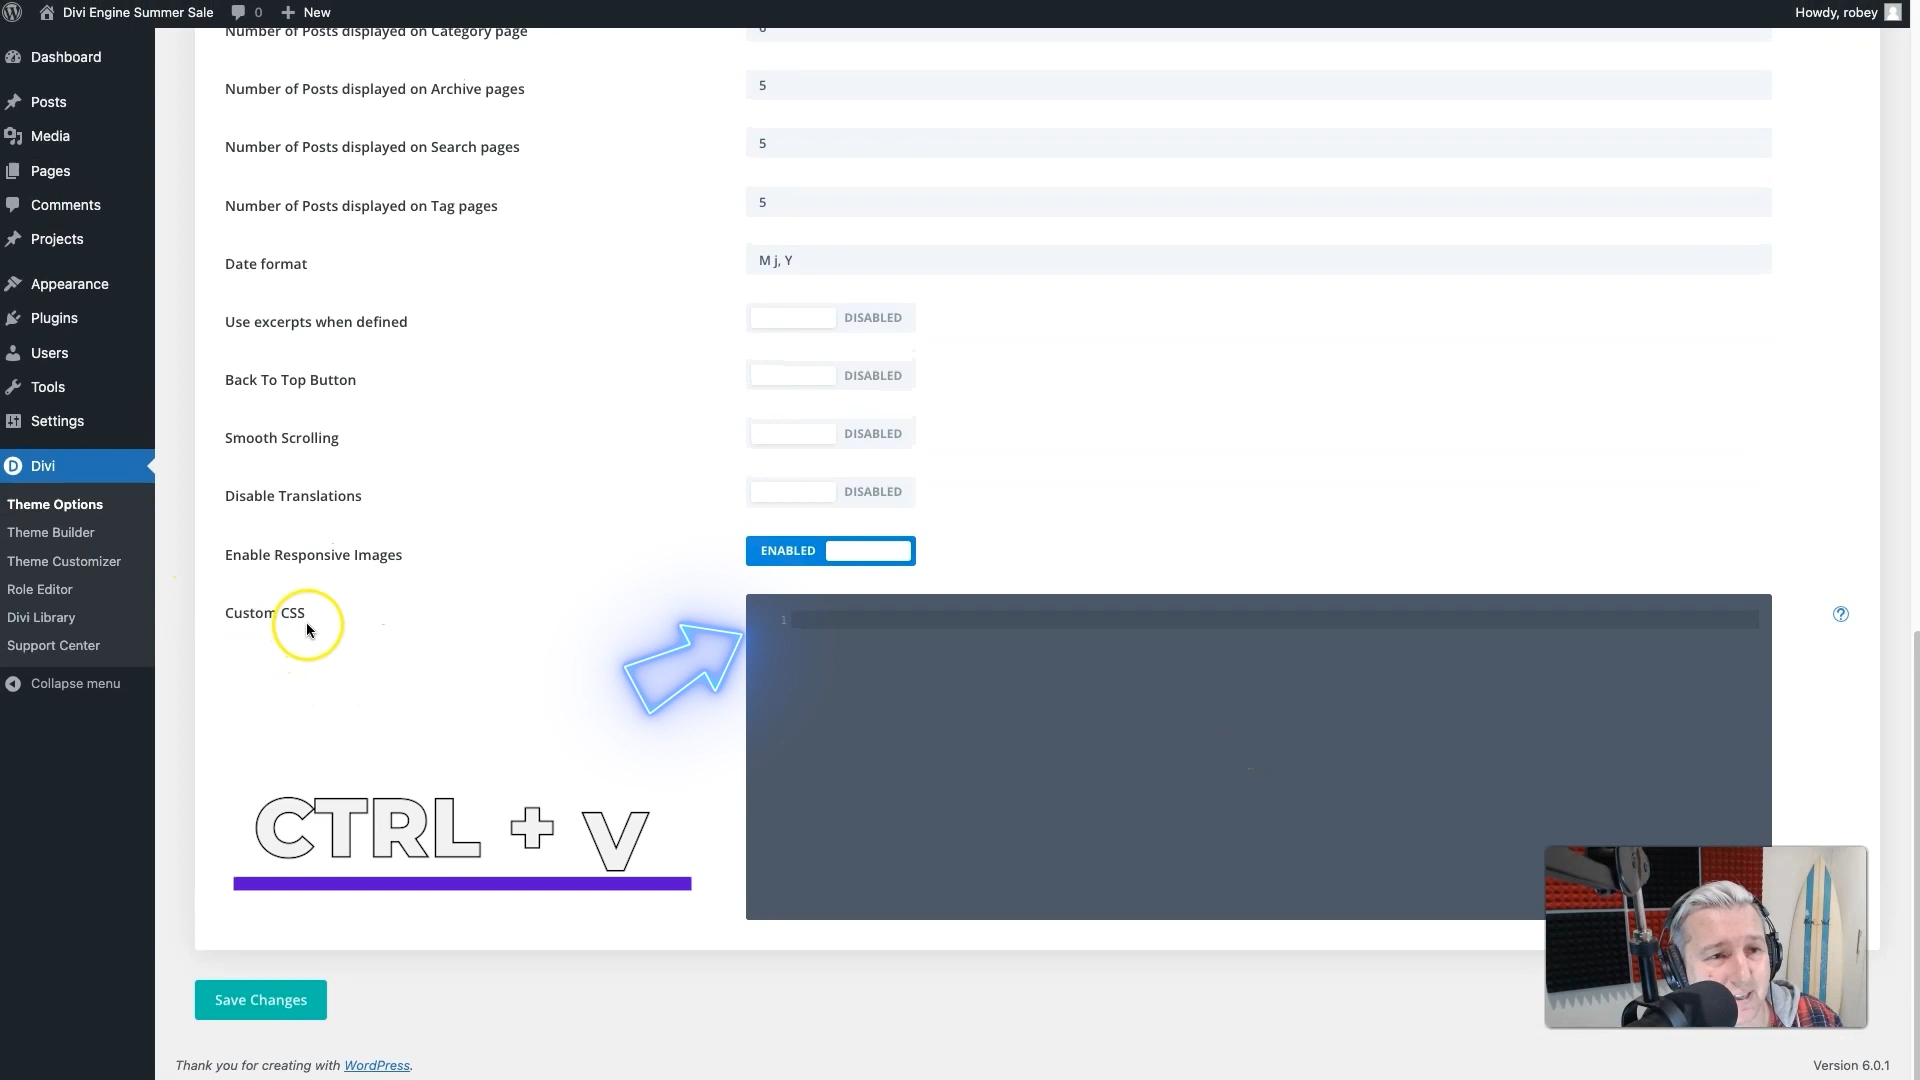 Divi Engine Summer Sale 0 New Howdy, robey
Dashboard
Posts
Media
Pages
Comments
Projects
Appearance
Plugins
Users
Tools
Settings
Divi
Theme Options
Theme Builder
Theme Customizer
Role Editor
Divi Library
Support Center
Collapse menu
Number of Posts displayed on Category page 6
Number of Posts displayed on Archive pages 5
Number of Posts displayed on Search pages 5
Number of Posts displayed on Tag pages 5
Date format M j, Y
Use excerpts when defined DISABLED
Back To Top Button DISABLED
Smooth Scrolling DISABLED
Disable Translations DISABLED
Enable Responsive Images ENABLED
Custom CSS 1 ?
CTRL + V
Save Changes
Thank you for creating with WordPress. Version 6.0.1